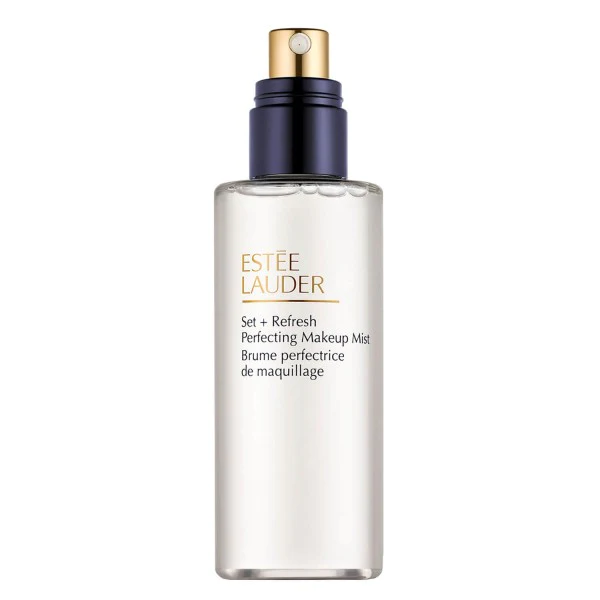 ESTĒE
LAUDER
Set + Refresh
Perfecting Makeup Mist
Brume perfectrice
de maquillage